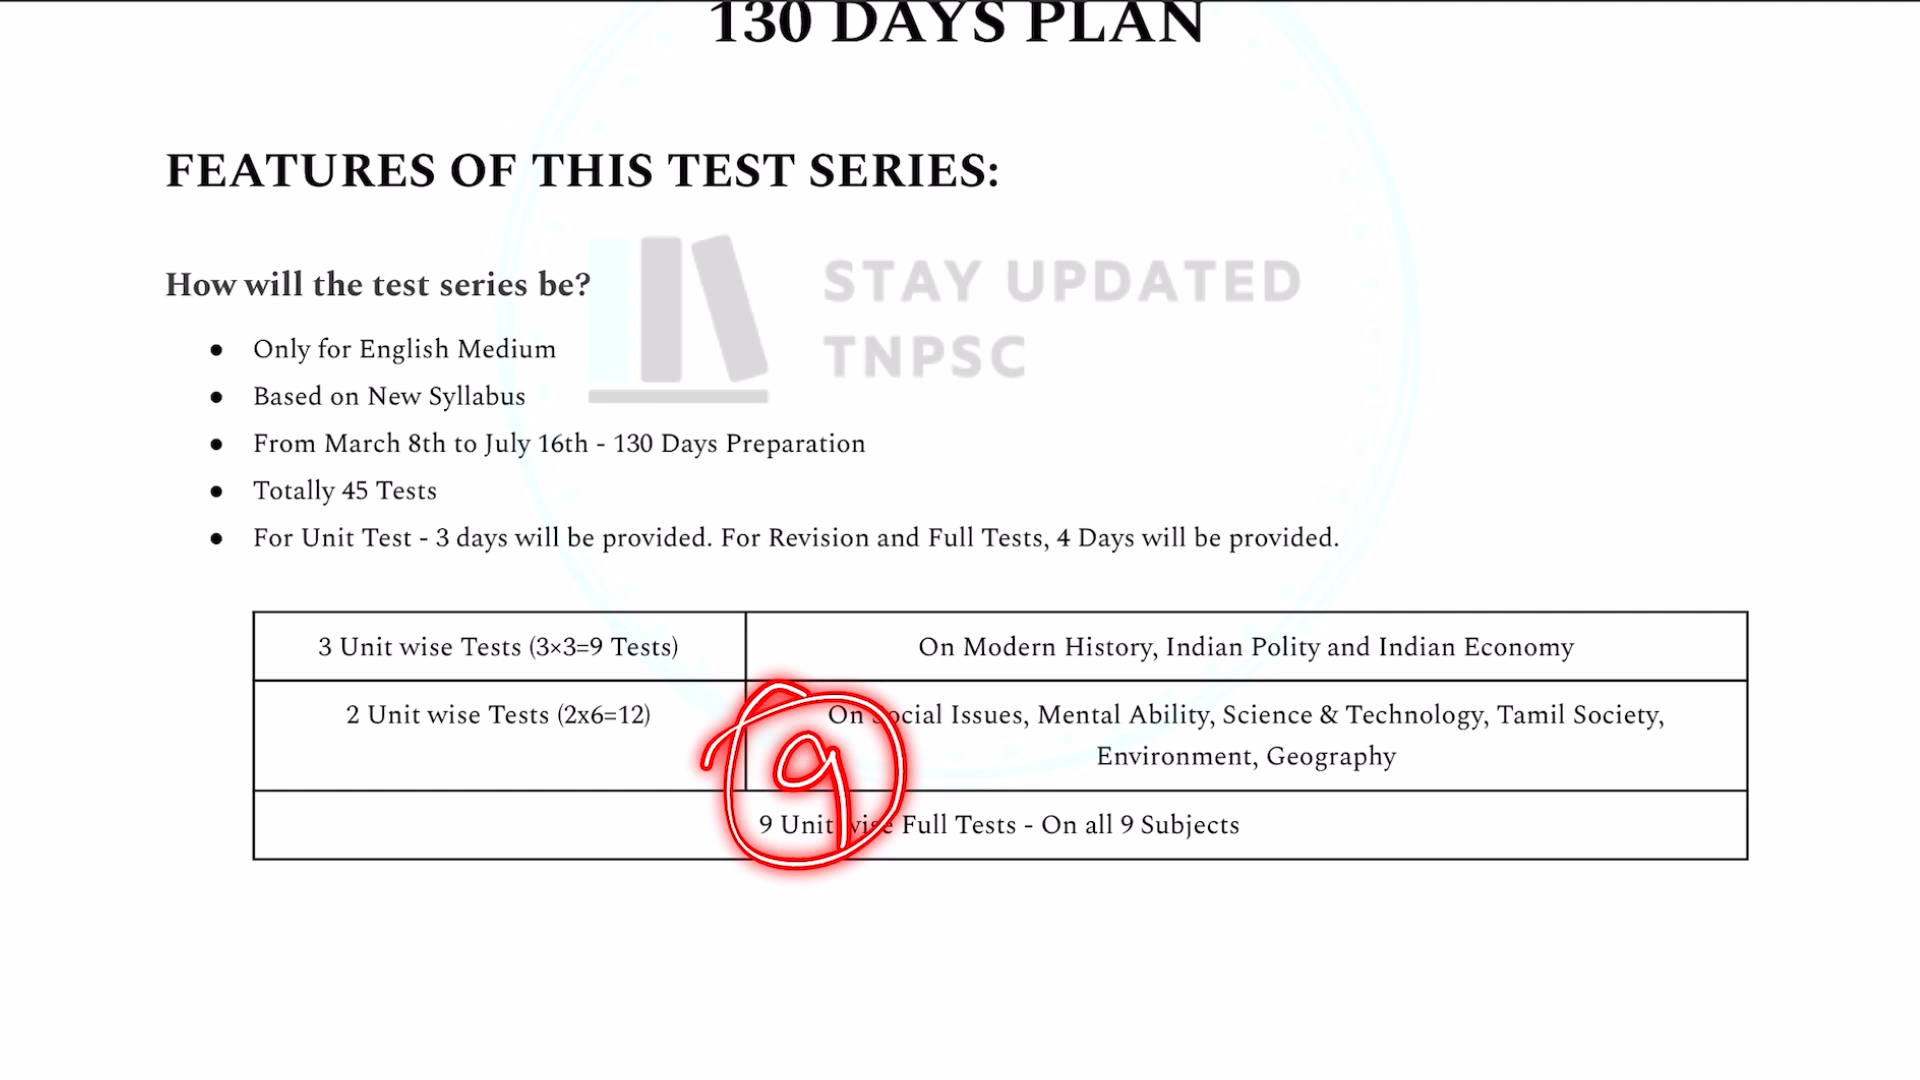 130 DAYS PLAN
FEATURES OF THIS TEST SERIES:
STAY UPDATED
TNPSC
How will the test series be?
● Only for English Medium
● Based on New Syllabus
● From March 8th to July 16th - 130 Days Preparation
● Totally 45 Tests
● For Unit Test - 3 days will be provided. For Revision and Full Tests, 4 Days will be provided.
3 Unit wise Tests (3×3=9 Tests)
On Modern History, Indian Polity and Indian Economy
2 Unit wise Tests (2x6=12)
On Social Issues, Mental Ability, Science & Technology, Tamil Society,
Environment, Geography
9
9 Unit wise Full Tests - On all 9 Subjects